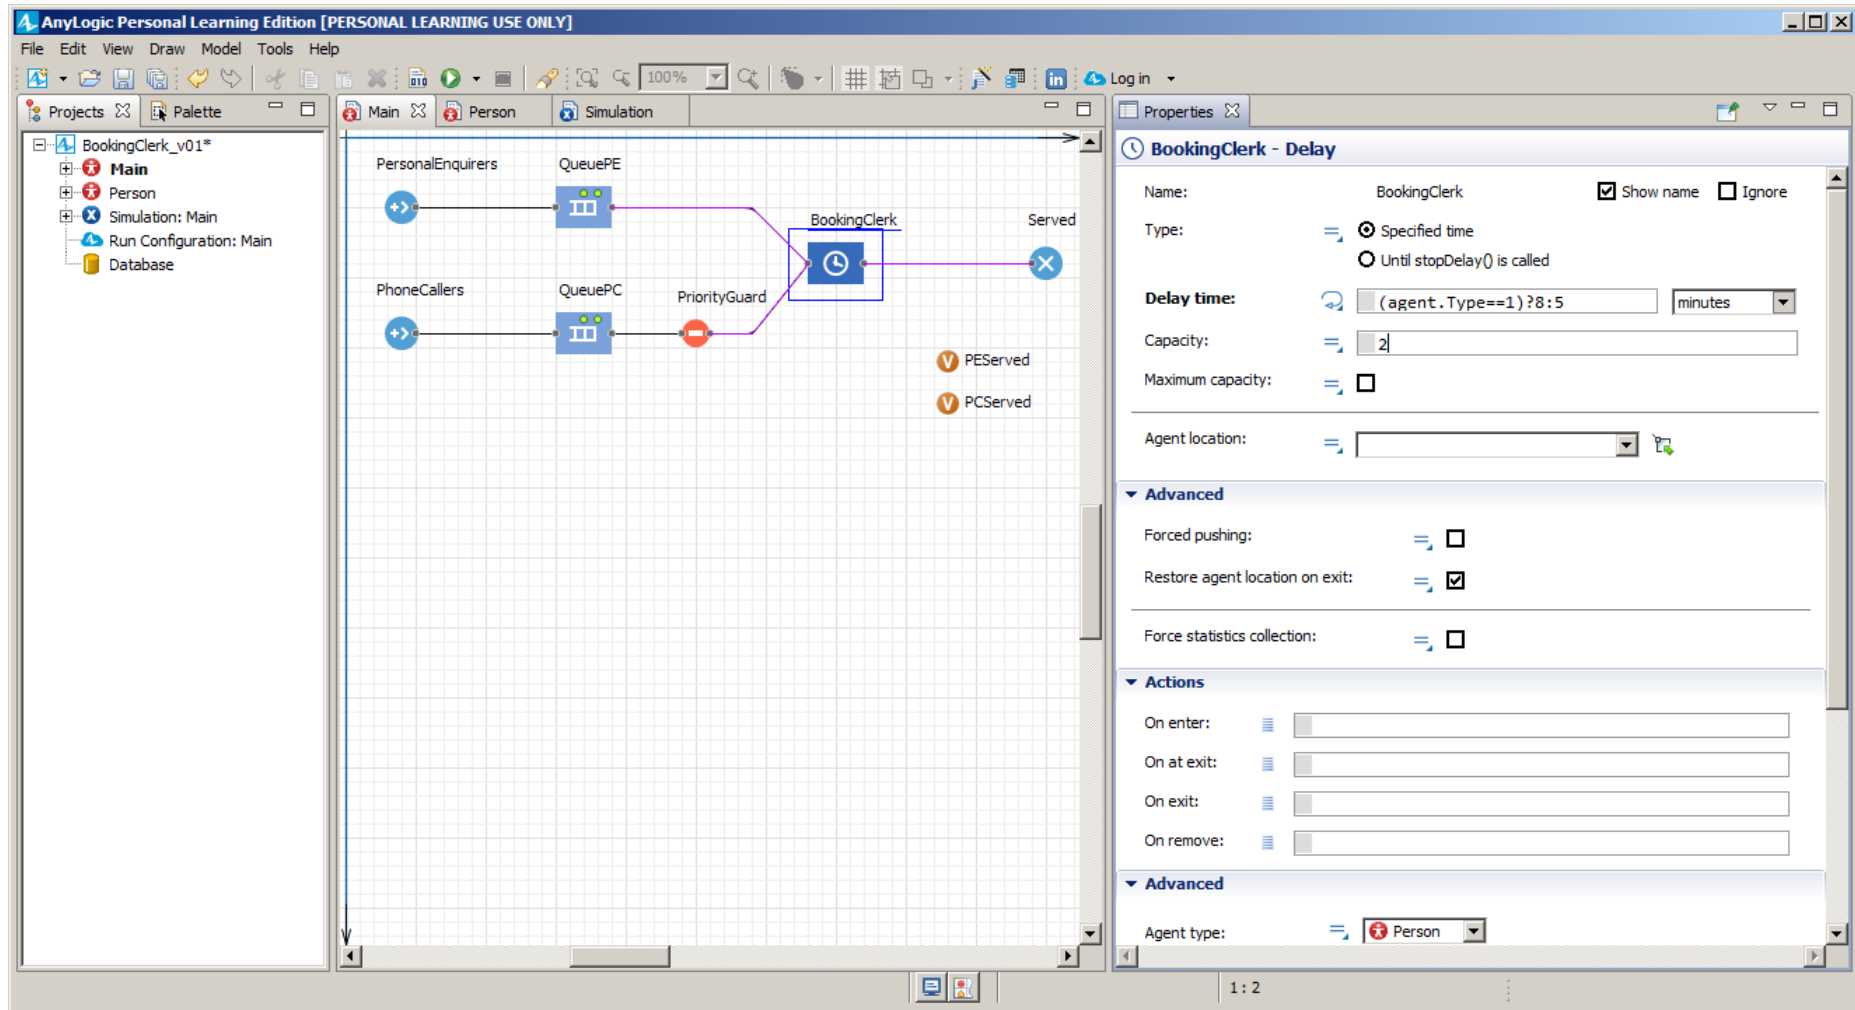 AnyLogic Personal Learning Edition [PERSONAL LEARNING USE ONLY]
File Edit View Draw Model Tools Help
100% Log in
Projects Palette
BookingClerk_v01*
Main
Person
Simulation: Main
Run Configuration: Main
Database
Main Person Simulation
PersonalEnquirers QueuePE
BookingClerk Served
PhoneCallers QueuePC PriorityGuard
PEServed
PCServed
Properties
BookingClerk - Delay
Name: BookingClerk Show name Ignore
Type: Specified time
Until stopDelay() is called
Delay time: (agent.Type==1)?8:5 minutes
Capacity: 2
Maximum capacity:
Agent location:
Advanced
Forced pushing:
Restore agent location on exit:
Force statistics collection:
Actions
On enter:
On at exit:
On exit:
On remove:
Advanced
Agent type: Person
1 : 2